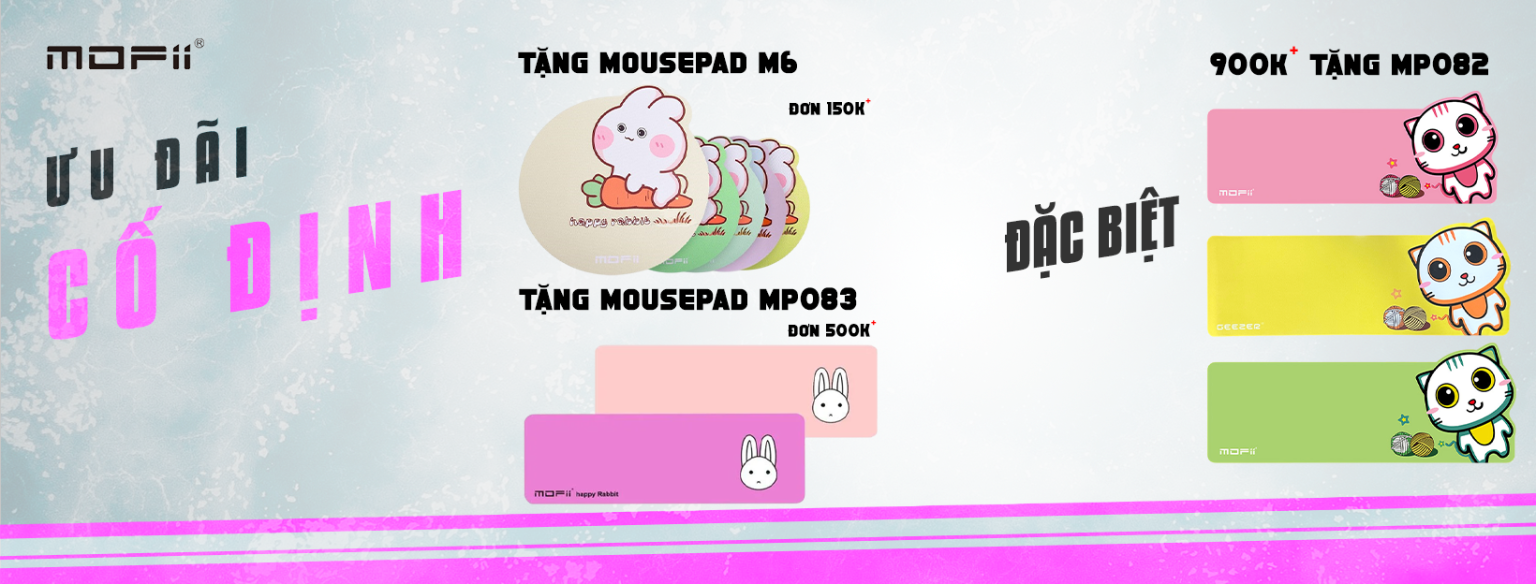 MOFii®
ƯU ĐÃI
CỐ ĐỊNH
TẶNG MOUSEPAD M6
ĐƠN 150K+
happy rabbit
MOFii
TẶNG MOUSEPAD MP083
ĐƠN 500K+
MOFii® happy Rabbit
ĐẶC BIỆT
900K+ TẶNG MP082
MOFii
GEEZER
MOFii